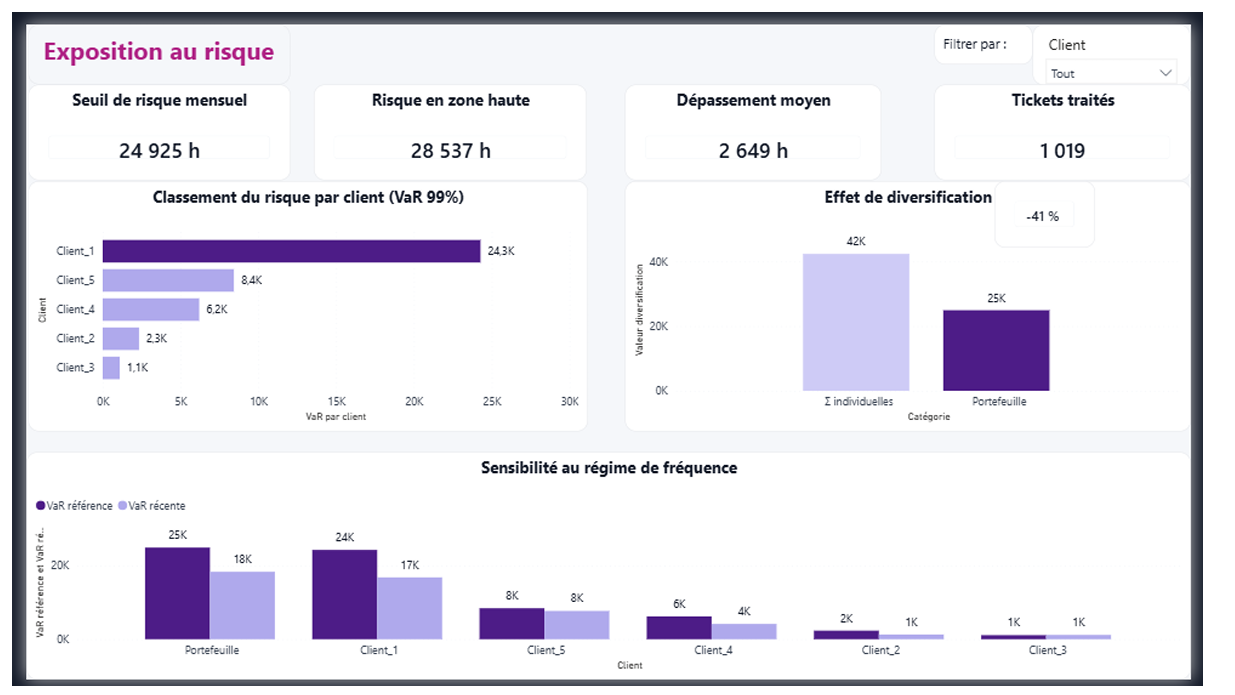 Exposition au risque
Filtrer par :
Client
Tout
Seuil de risque mensuel
24 925 h
Risque en zone haute
28 537 h
Dépassement moyen
2 649 h
Tickets traités
1 019
Classement du risque par client (VaR 99%)
Client
Client_1
24,3K
Client_5
8,4K
Client_4
6,2K
Client_2
2,3K
Client_3
1,1K
0K 5K 10K 15K 20K 25K 30K
VaR par client
Effet de diversification
-41 %
Valeur diversification
40K
20K
0K
42K
25K
Σ individuelles Portefeuille
Catégorie
Sensibilité au régime de fréquence
VaR référence VaR récente
VaR référence et VaR ré...
20K
0K
25K 18K 24K 17K 8K 8K 6K 4K 2K 1K 1K 1K
Portefeuille Client_1 Client_5 Client_4 Client_2 Client_3
Client